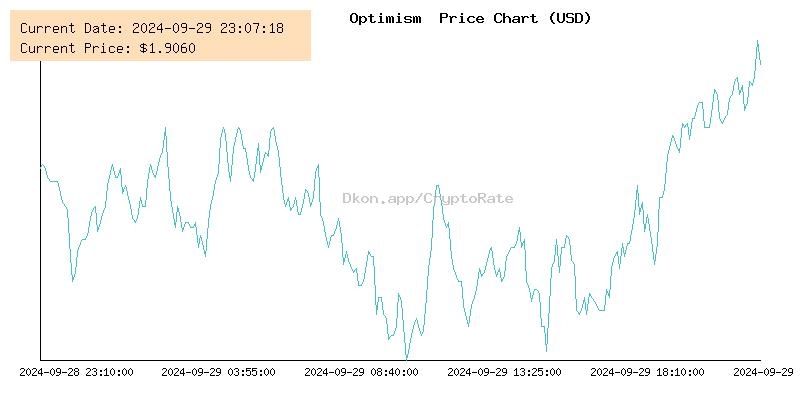 Optimism  Price Chart (USD)
Current Date: 2024-09-29 23:07:18
Current Price: $1.9060
Dkon.app/CryptoRate
2024-09-28 23:10:00 2024-09-29 03:55:00 2024-09-29 08:40:00 2024-09-29 13:25:00 2024-09-29 18:10:00 2024-09-29